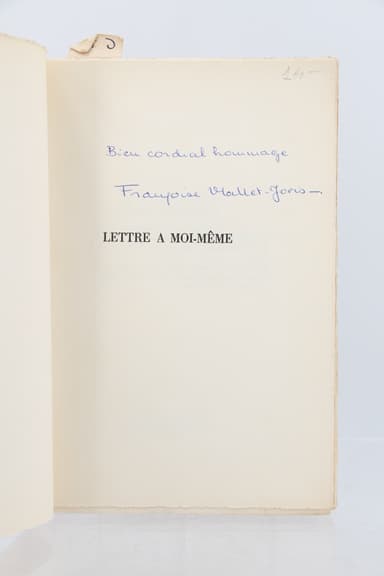 Bien cordial hommage
Françoise Mallet-Joris
LETTRE A MOI-MÊME